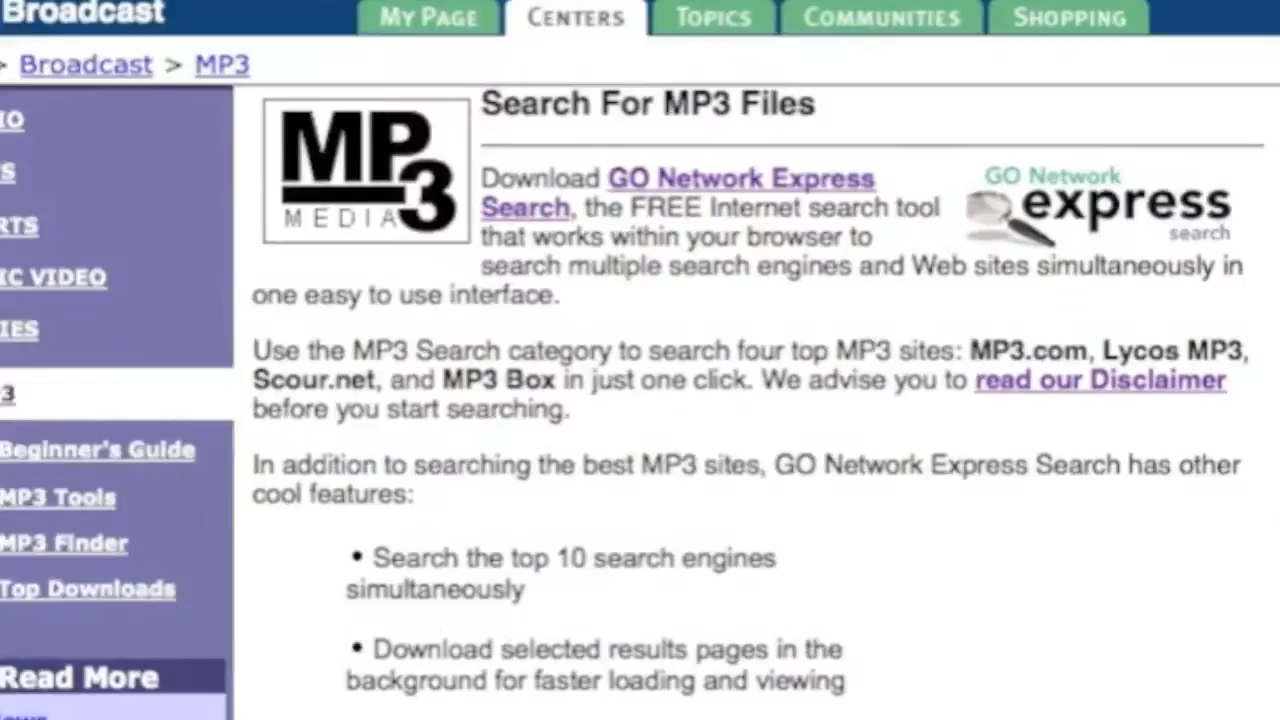 Broadcast
MY PAGE
CENTERS
TOPICS
COMMUNITIES
SHOPPING
> Broadcast > MP3
IO
S
RTS
IC VIDEO
IES
3
Beginner's Guide
MP3 Tools
MP3 Finder
Top Downloads
Read More
MP3
MEDIA
Search For MP3 Files
Download GO Network Express
Search, the FREE Internet search tool
that works within your browser to
search multiple search engines and Web sites simultaneously in
one easy to use interface.
GO Network
express
search
Use the MP3 Search category to search four top MP3 sites: MP3.com, Lycos MP3,
Scour.net, and MP3 Box in just one click. We advise you to read our Disclaimer
before you start searching.
In addition to searching the best MP3 sites, GO Network Express Search has other
cool features:
• Search the top 10 search engines
simultaneously
• Download selected results pages in the
background for faster loading and viewing